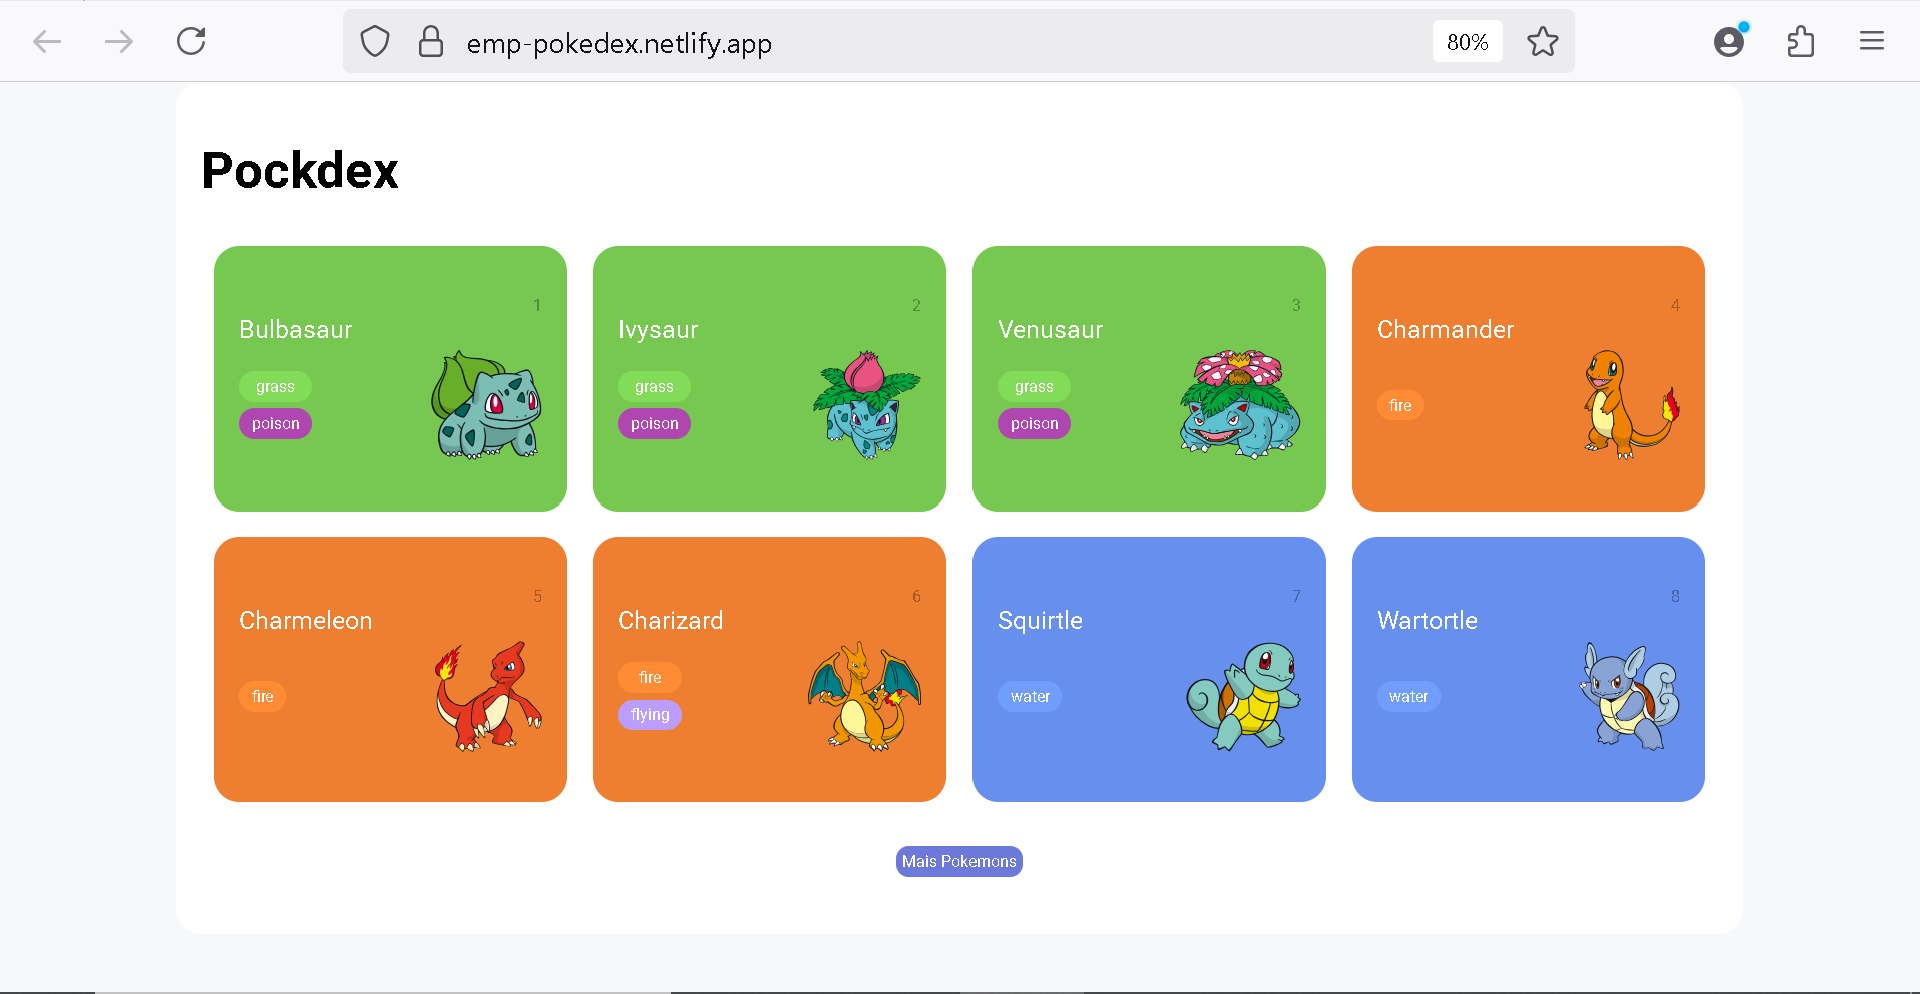 emp-pokedex.netlify.app
80%
Pockdex
1
Bulbasaur
grass
poison
2
Ivysaur
grass
poison
3
Venusaur
grass
poison
4
Charmander
fire
5
Charmeleon
fire
6
Charizard
fire
flying
7
Squirtle
water
8
Wartortle
water
Mais Pokemons